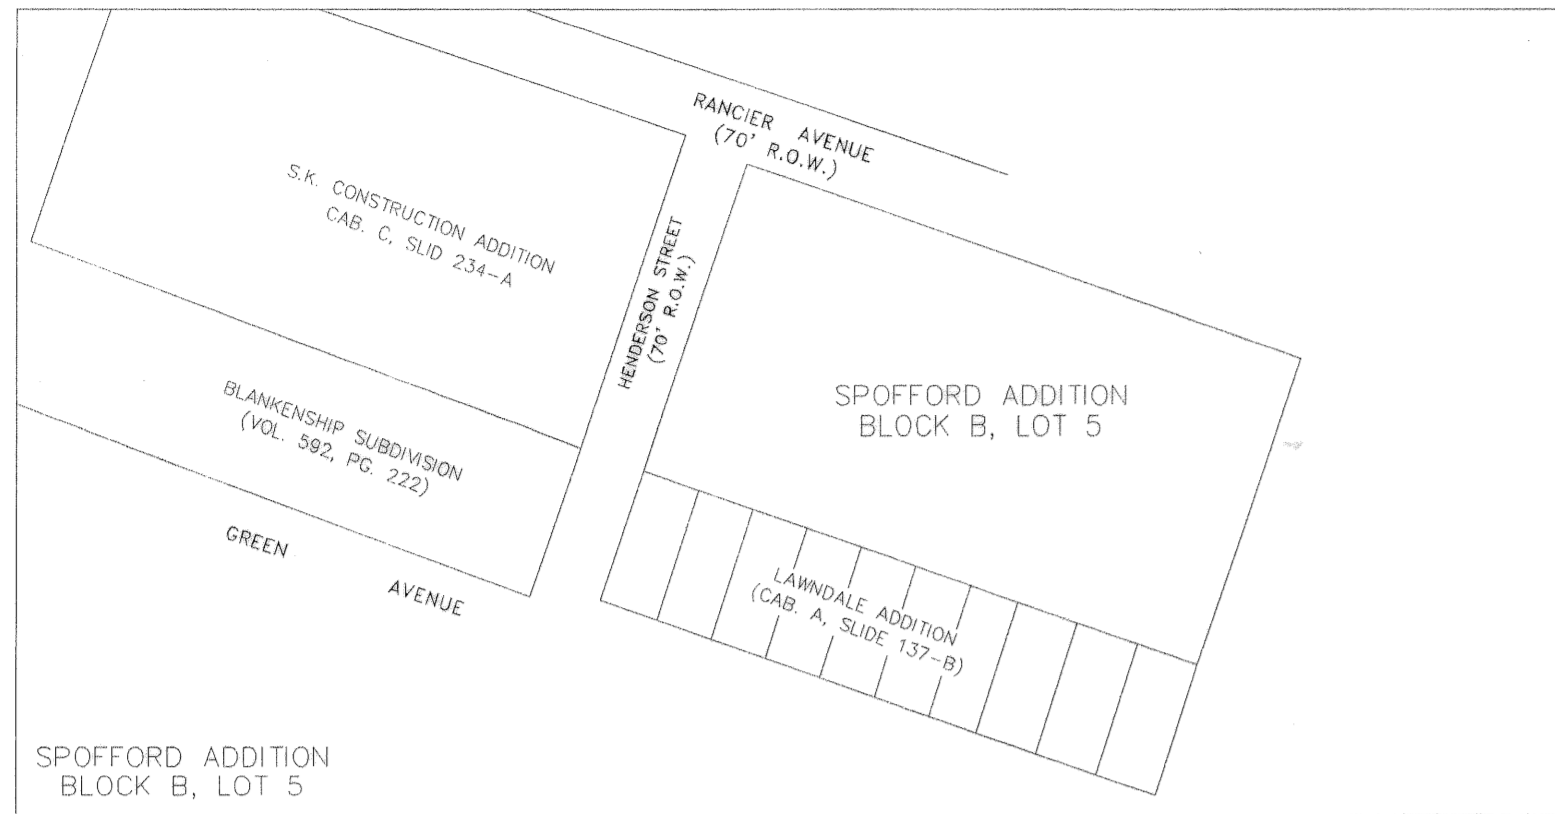 RANCIER AVENUE
(70' R.O.W.)
S.K. CONSTRUCTION ADDITION
CAB. C, SLID 234-A
HENDERSON STREET
(70' R.O.W.)
SPOFFORD ADDITION
BLOCK B, LOT 5
BLANKENSHIP SUBDIVISION
(VOL. 592, PG. 222)
GREEN AVENUE
LAWNDALE ADDITION
(CAB. A, SLIDE 137-B)
SPOFFORD ADDITION
BLOCK B, LOT 5